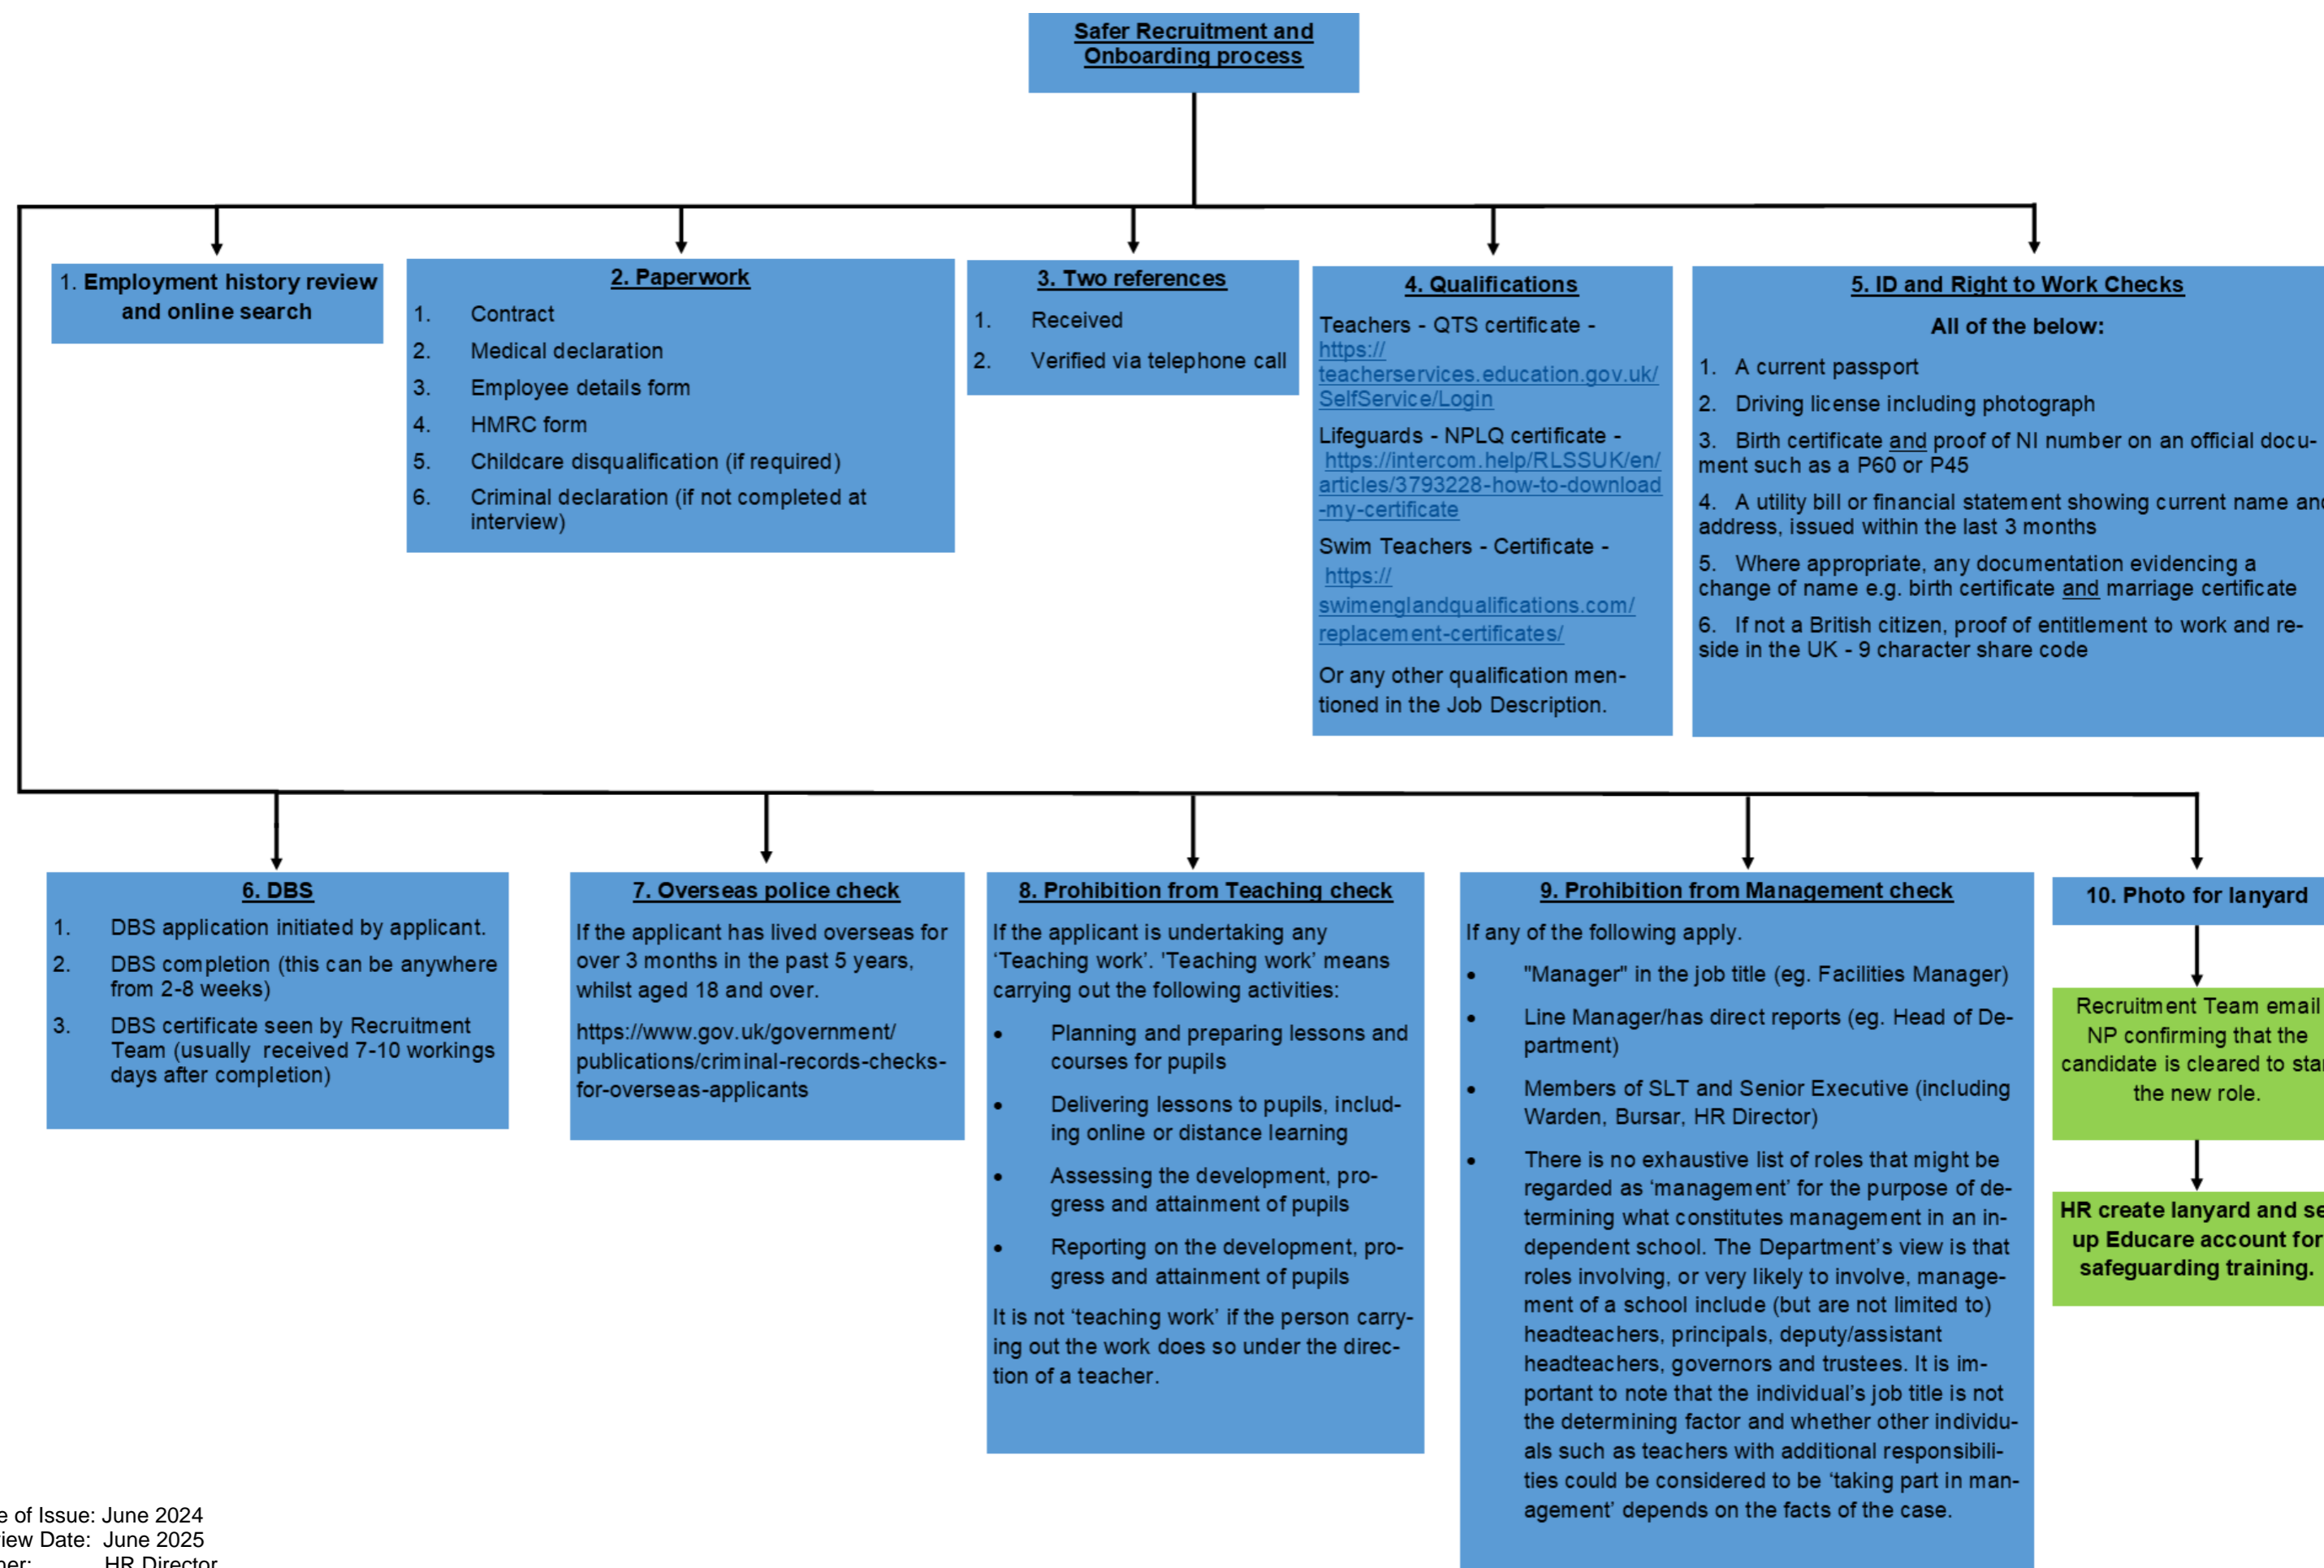 Safer Recruitment and
Onboarding process
1. Employment history review
and online search
2. Paperwork
1. Contract
2. Medical declaration
3. Employee details form
4. HMRC form
5. Childcare disqualification (if required)
6. Criminal declaration (if not completed at
interview)
3. Two references
1. Received
2. Verified via telephone call
4. Qualifications
Teachers - QTS certificate -
https://
teacherservices.education.gov.uk/
SelfService/Login
Lifeguards - NPLQ certificate -
https://intercom.help/RLSSUK/en/
articles/3793228-how-to-download
-my-certificate
Swim Teachers - Certificate -
https://
swimenglandqualifications.com/
replacement-certificates/
Or any other qualification men-
tioned in the Job Description.
5. ID and Right to Work Checks
All of the below:
1. A current passport
2. Driving license including photograph
3. Birth certificate and proof of NI number on an official docu-
ment such as a P60 or P45
4. A utility bill or financial statement showing current name an
address, issued within the last 3 months
5. Where appropriate, any documentation evidencing a
change of name e.g. birth certificate and marriage certificate
6. If not a British citizen, proof of entitlement to work and re-
side in the UK - 9 character share code
6. DBS
1. DBS application initiated by applicant.
2. DBS completion (this can be anywhere
from 2-8 weeks)
3. DBS certificate seen by Recruitment
Team (usually received 7-10 workings
days after completion)
7. Overseas police check
If the applicant has lived overseas for
over 3 months in the past 5 years,
whilst aged 18 and over.
https://www.gov.uk/government/
publications/criminal-records-checks-
for-overseas-applicants
8. Prohibition from Teaching check
If the applicant is undertaking any
‘Teaching work’. 'Teaching work’ means
carrying out the following activities:
• Planning and preparing lessons and
courses for pupils
• Delivering lessons to pupils, includ-
ing online or distance learning
• Assessing the development, pro-
gress and attainment of pupils
• Reporting on the development, pro-
gress and attainment of pupils
It is not ‘teaching work’ if the person carry-
ing out the work does so under the direc-
tion of a teacher.
9. Prohibition from Management check
If any of the following apply.
• "Manager" in the job title (eg. Facilities Manager)
• Line Manager/has direct reports (eg. Head of De-
partment)
• Members of SLT and Senior Executive (including
Warden, Bursar, HR Director)
• There is no exhaustive list of roles that might be
regarded as ‘management’ for the purpose of de-
termining what constitutes management in an in-
dependent school. The Department’s view is that
roles involving, or very likely to involve, manage-
ment of a school include (but are not limited to)
headteachers, principals, deputy/assistant
headteachers, governors and trustees. It is im-
portant to note that the individual’s job title is not
the determining factor and whether other individu-
als such as teachers with additional responsibili-
ties could be considered to be ‘taking part in man-
agement’ depends on the facts of the case.
10. Photo for lanyard
Recruitment Team email
NP confirming that the
candidate is cleared to star
the new role.
HR create lanyard and se
up Educare account for
safeguarding training.
e of Issue: June 2024
iew Date: June 2025
ner: HR Director